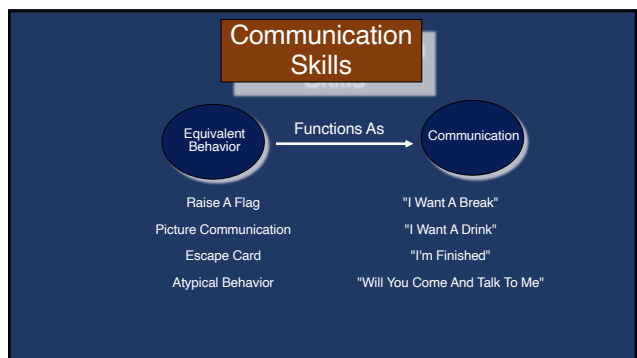 Communication
Skills
Equivalent
Behavior
Functions As
Communication
Raise A Flag
"I Want A Break"
Picture Communication
"I Want A Drink"
Escape Card
"I'm Finished"
Atypical Behavior
"Will You Come And Talk To Me"